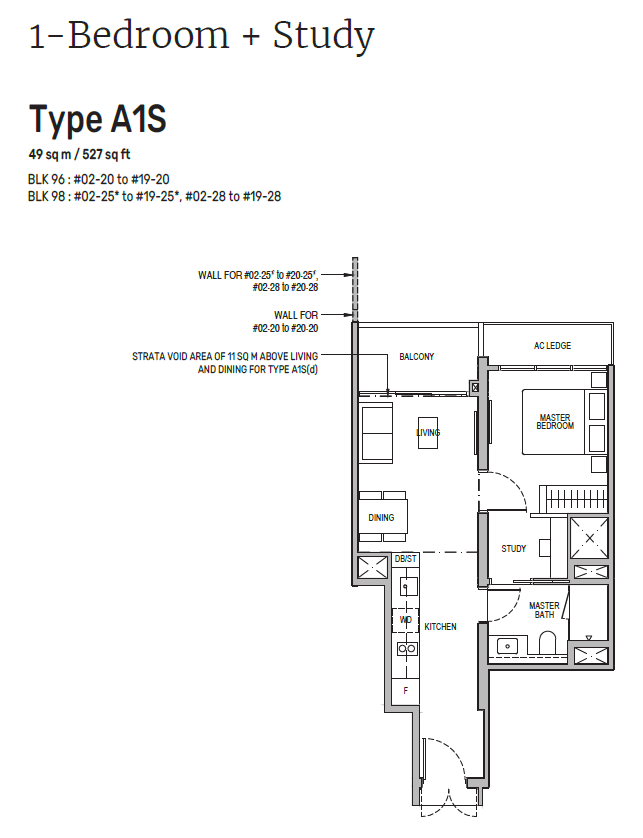 1-Bedroom + Study
Type A1S
49 sq m / 527 sq ft
BLK 96 : #02-20 to #19-20
BLK 98 : #02-25* to #19-25*, #02-28 to #19-28
WALL FOR #02-25* to #20-25*,
#02-28 to #20-28
WALL FOR
#02-20 to #20-20
STRATA VOID AREA OF 11 SQ M ABOVE LIVING
AND DINING FOR TYPE A1S(d)
BALCONY
AC LEDGE
LIVING
MASTER
BEDROOM
DINING
STUDY
DB/ST
WD
KITCHEN
MASTER
BATH
F